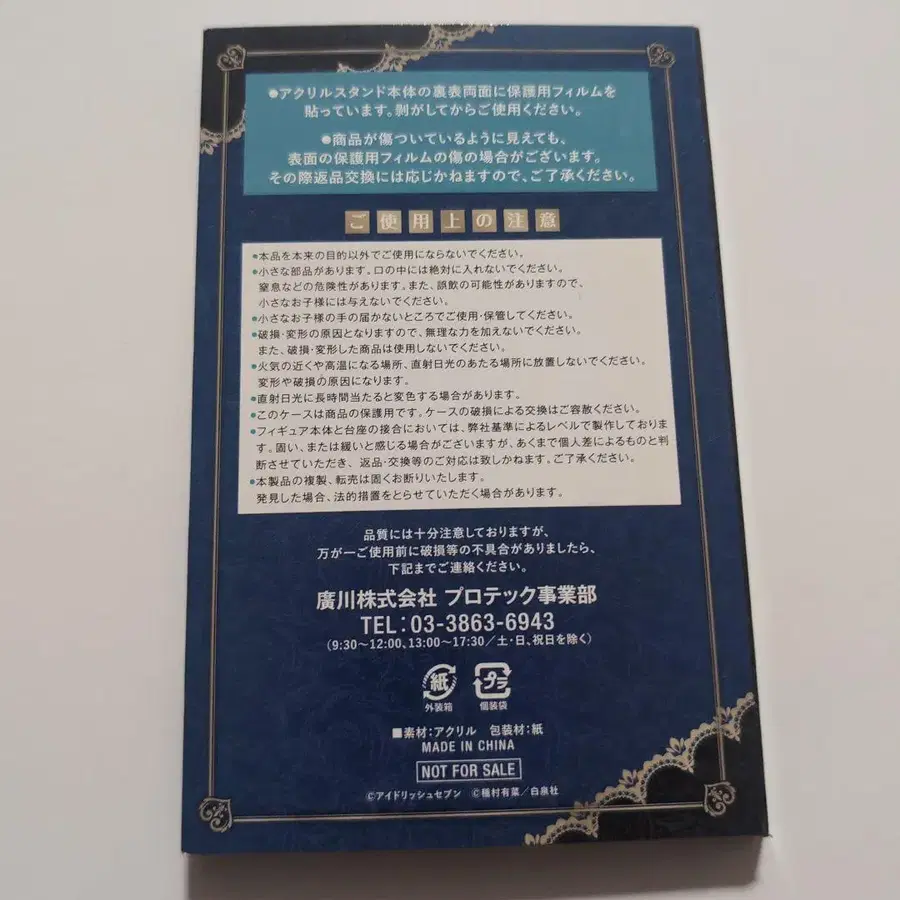 ●アクリルスタンド本体の裏表両面に保護用フィルムを
貼っています。剥がしてからご使用ください。
●商品が傷ついているように見えても、
表面の保護用フィルムの傷の場合がございます。
その際返品交換には応じかねますので、ご了承ください。
ご使用上の注意
●本品を本来の目的以外でご使用にならないでください。
●小さな部品があります。口の中には絶対に入れないでください。
窒息などの危険性があります。また、誤飲の可能性がありますので、
小さなお子様には与えないでください。
●小さなお子様の手の届かないところでご使用・保管してください。
●破損・変形の原因となりますので、無理な力を加えないでください。
また、破損・変形した商品は使用しないでください。
●火気の近くや高温になる場所、直射日光のあたる場所に放置しないでください。
変形や破損の原因になります。
●直射日光に長時間当たると変色する場合があります。
●このケースは商品の保護用です。ケースの破損による交換はご容赦ください。
●フィギュア本体と台座の接合においては、弊社基準によるレベルで製作しておりま
す。固い、または緩いと感じる場合がございますが、あくまで個人差によるものと判
断させていただき、返品・交換等のご対応は致しかねます。ご了承ください。
●本製品の複製、転売は固くお断りいたします。
発見した場合、法的措置をとらせていただく場合があります。
品質には十分注意しておりますが、
万が一ご使用前に破損等の不具合がありましたら、
下記までご連絡ください。
廣川株式会社 プロテック事業部
TEL:03-3863-6943
(9:30〜12:00、13:00〜17:30/土・日、祝日を除く)
紙 プラ
外装箱 個装袋
■素材:アクリル 包装材:紙
MADE IN CHINA
NOT FOR SALE
©アイドリッシュセブン ©種村有菜/白泉社